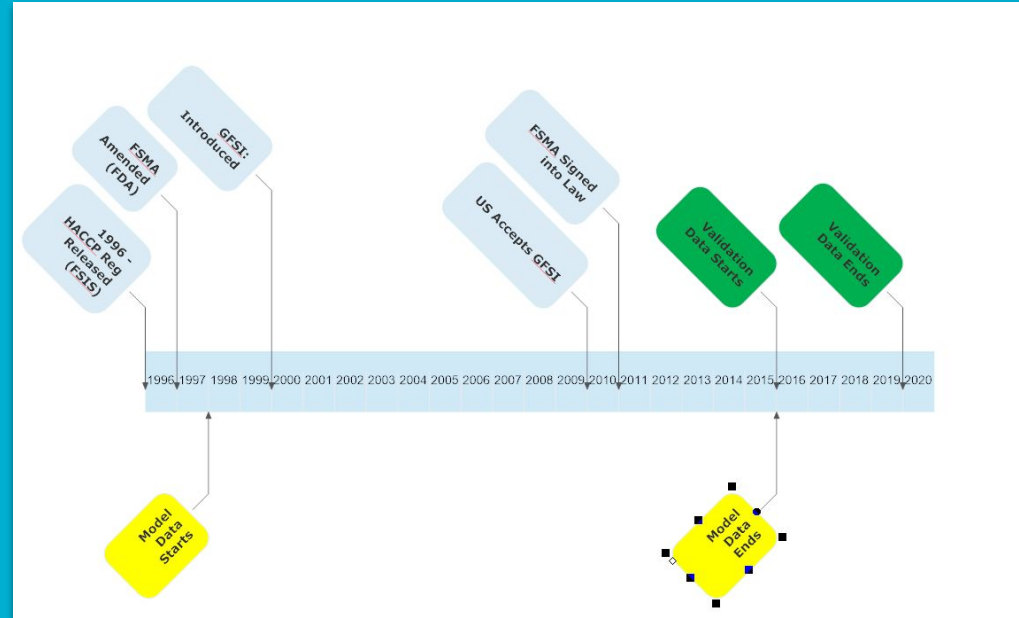 1996 -
HACCP Reg
Released
(FSIS)
FSMA
Amended
(FDA)
GFSI:
Introduced
US Accepts GFSI
FSMA Signed
into Law
Validation
Data Starts
Validation
Data Ends
1996 1997 1998 1999 2000 2001 2002 2003 2004 2005 2006 2007 2008 2009 2010 2011 2012 2013 2014 2015 2016 2017 2018 2019 2020
Model
Data
Starts
Model
Data
Ends